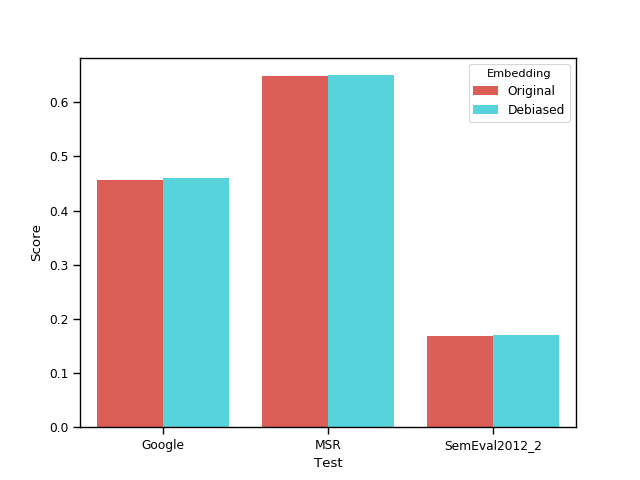 Embedding
Original
Debiased
Score
0.6
0.5
0.4
0.3
0.2
0.1
0.0
Google
MSR
SemEval2012_2
Test